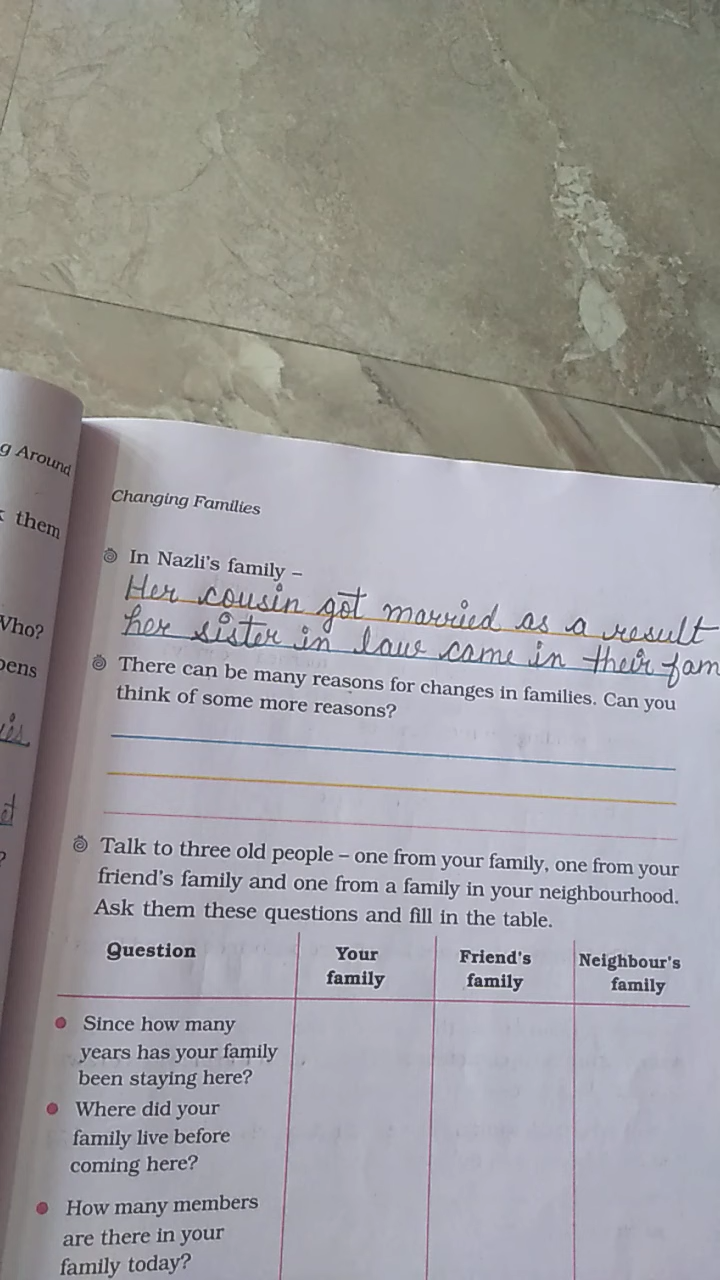 g Around
them
Who?
pens
?
Changing Families
In Nazli's family –
Her cousin got married as a result
her sister in law came in their fam
There can be many reasons for changes in families. Can you
think of some more reasons?
Talk to three old people – one from your family, one from your
friend's family and one from a family in your neighbourhood.
Ask them these questions and fill in the table.
Question Your family Friend's family Neighbour's family
Since how many
years has your family
been staying here?
Where did your
family live before
coming here?
How many members
are there in your
family today?